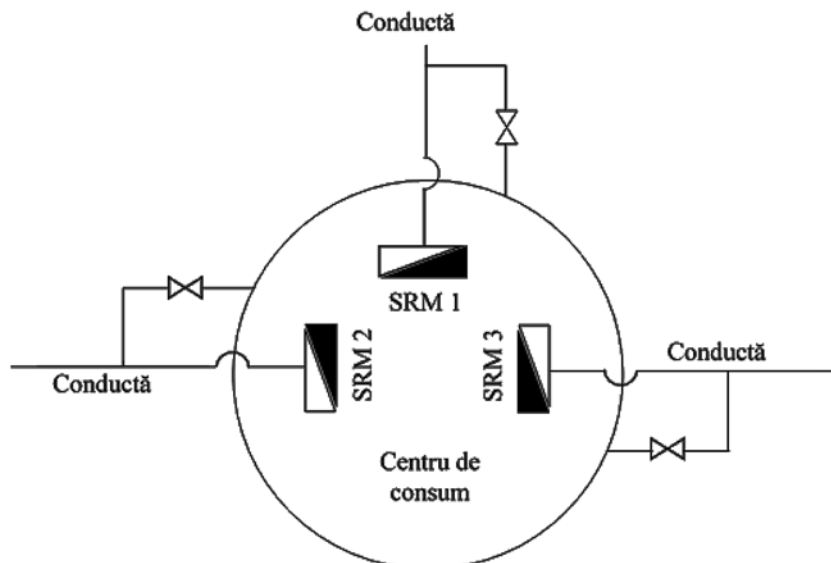 Conductă
SRM 1
SRM 2
SRM 3
Conductă
Conductă
Centru de
consum